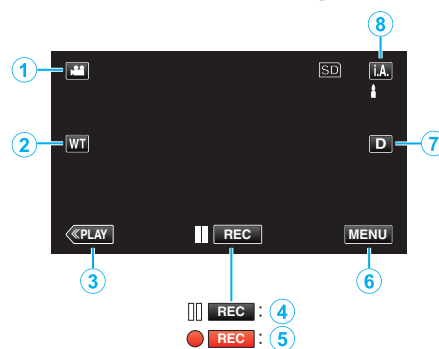 8
1 SD i.A.
2 WT D 7
≪PLAY REC MENU
3 6
REC : 4
REC : 5